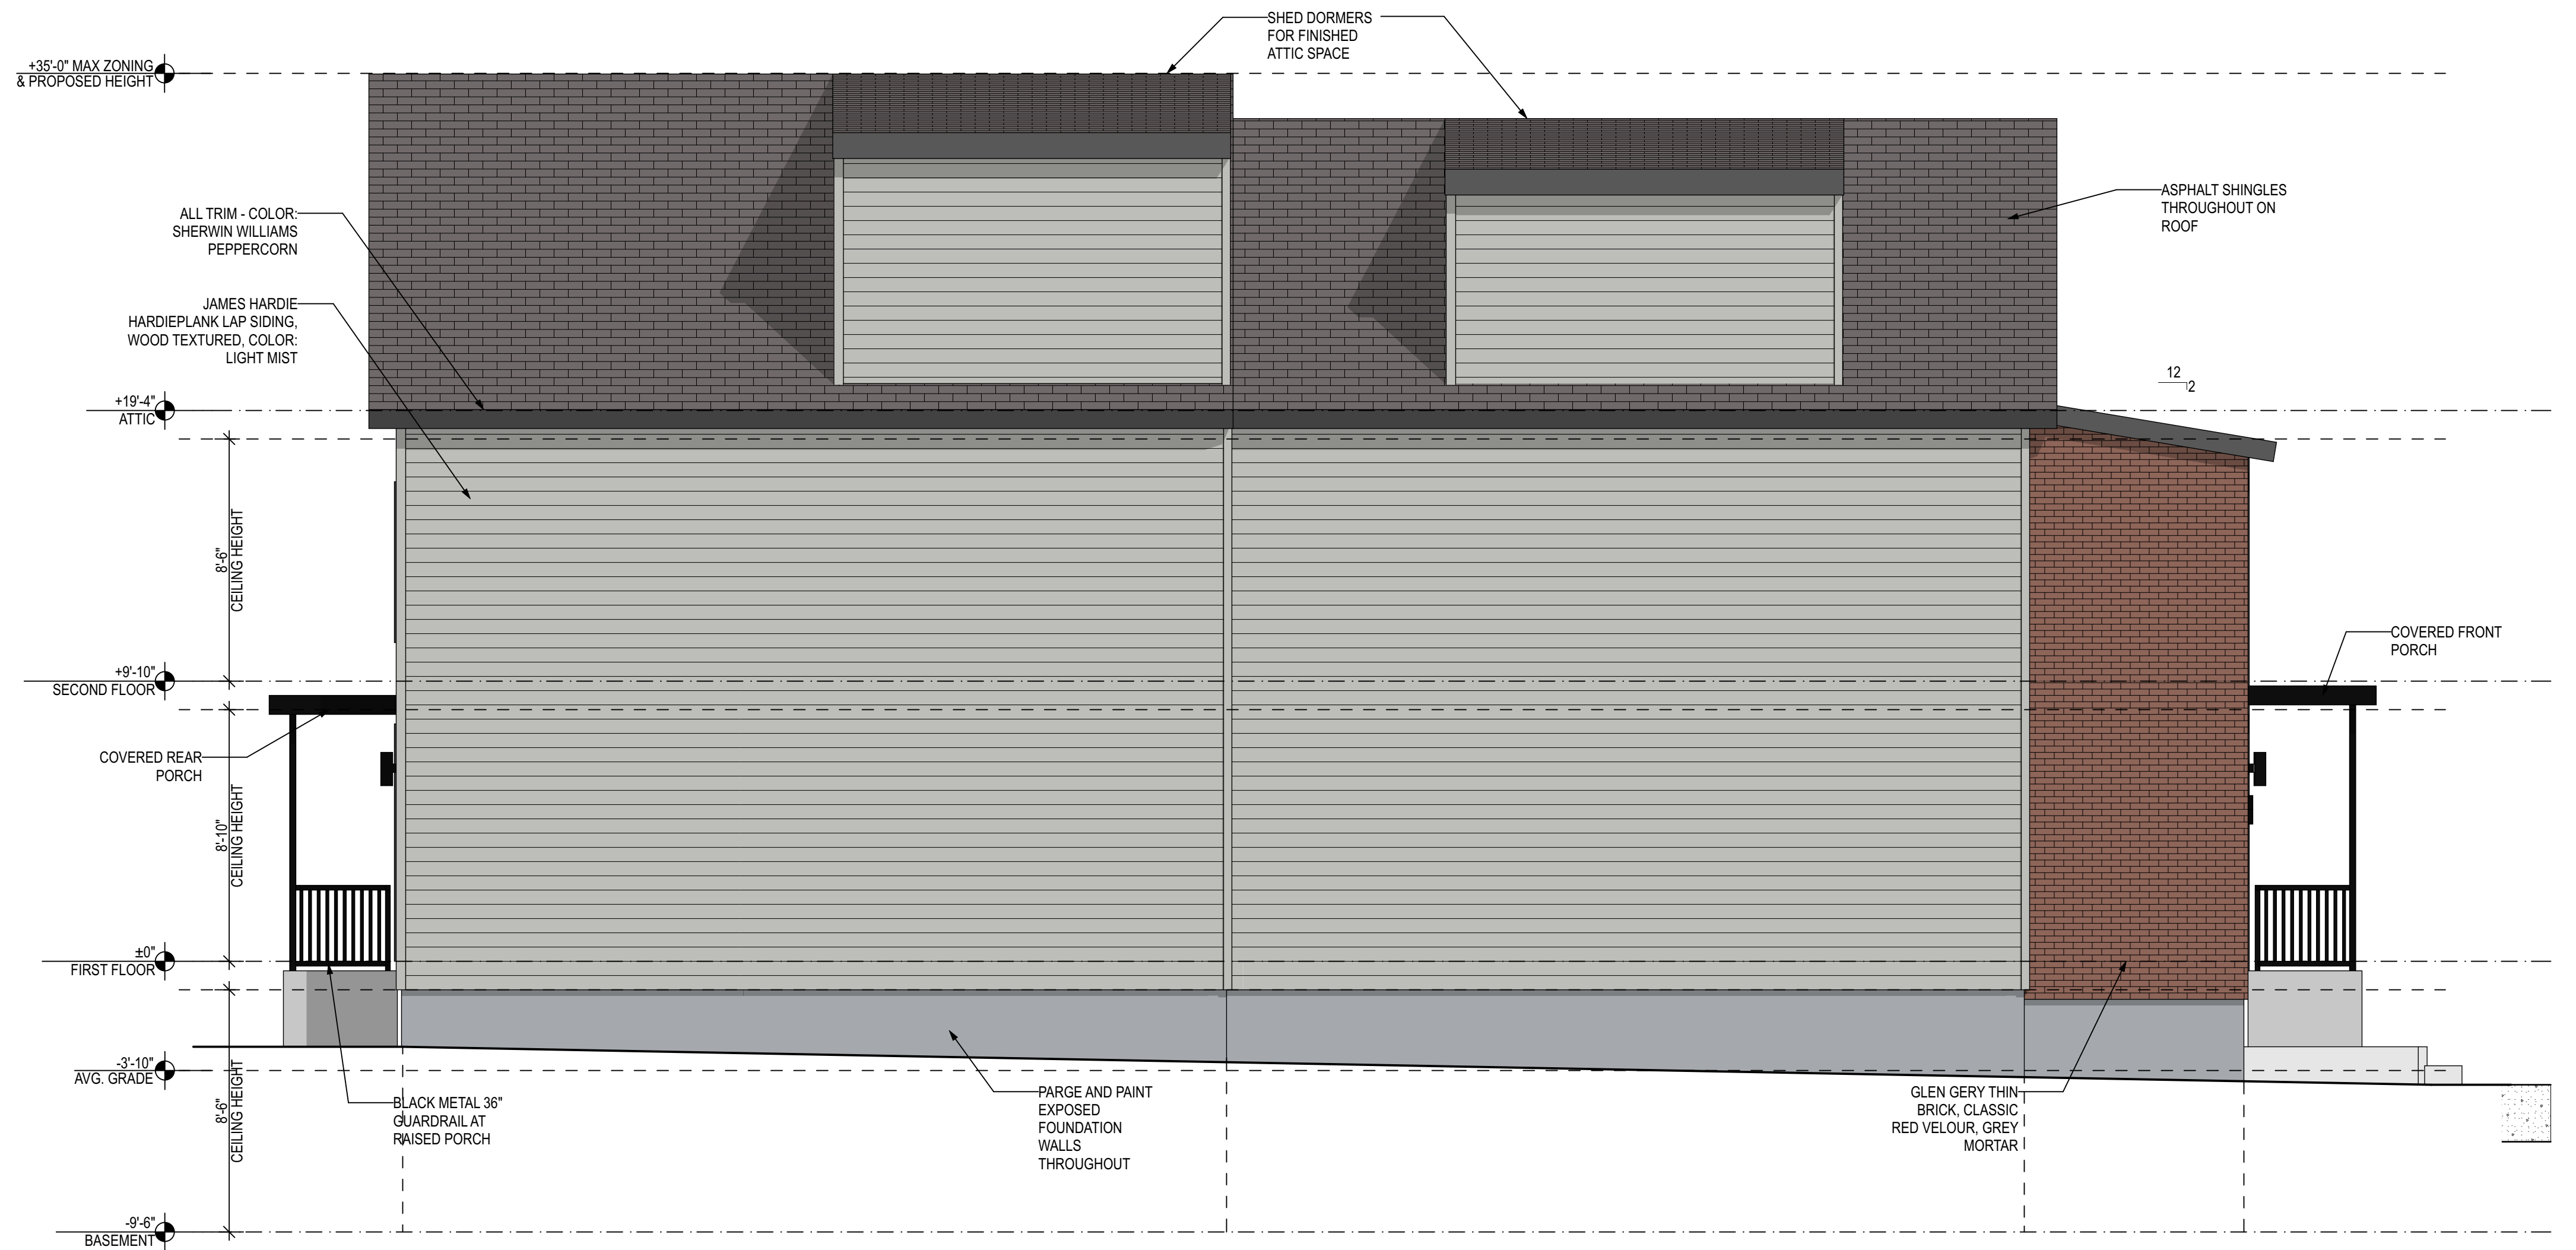 SHED DORMERS
FOR FINISHED
ATTIC SPACE
+35'-0" MAX ZONING
& PROPOSED HEIGHT
ASPHALT SHINGLES
THROUGHOUT ON
ROOF
ALL TRIM - COLOR:
SHERWIN WILLIAMS
PEPPERCORN
JAMES HARDIE
HARDIEPLANK LAP SIDING,
WOOD TEXTURED, COLOR:
LIGHT MIST
12
2
+19'-4"
ATTIC
8'-6"
CEILING HEIGHT
COVERED FRONT
PORCH
+9'-10"
SECOND FLOOR
COVERED REAR
PORCH
8'-10"
CEILING HEIGHT
±0"
FIRST FLOOR
-3'-10"
AVG. GRADE
8'-6"
CEILING HEIGHT
BLACK METAL 36"
GUARDRAIL AT
RAISED PORCH
PARGE AND PAINT
EXPOSED
FOUNDATION
WALLS
THROUGHOUT
GLEN GERY THIN
BRICK, CLASSIC
RED VELOUR, GREY
MORTAR
-9'-6"
BASEMENT